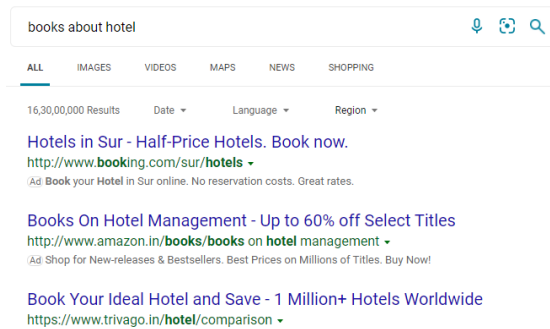 books about hotel
ALL IMAGES VIDEOS MAPS NEWS SHOPPING
16,30,00,000 Results Date Language Region
Hotels in Sur - Half-Price Hotels. Book now.
http://www.booking.com/sur/hotels
Ad Book your Hotel in Sur online. No reservation costs. Great rates.
Books On Hotel Management - Up to 60% off Select Titles
http://www.amazon.in/books/books on hotel management
Ad Shop for New-releases & Bestsellers. Best Prices on Millions of Titles. Buy Now!
Book Your Ideal Hotel and Save - 1 Million+ Hotels Worldwide
https://www.trivago.in/hotel/comparison